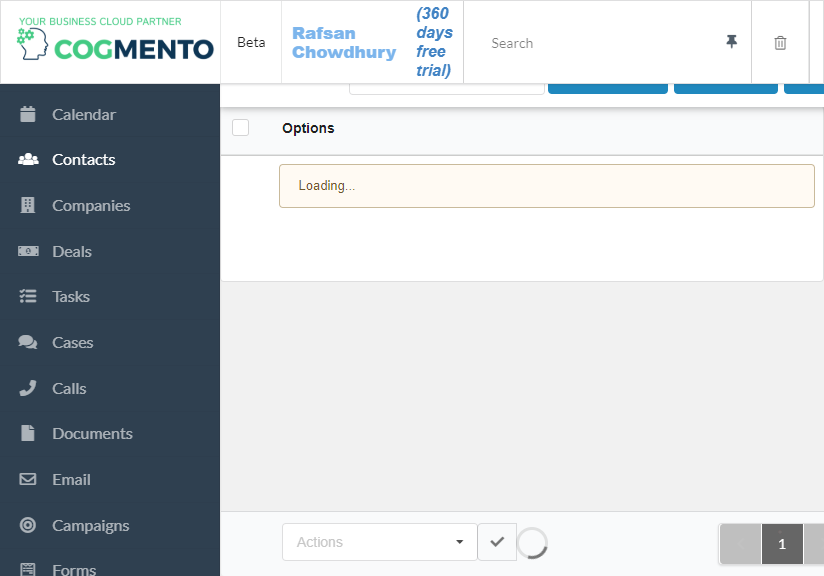 YOUR BUSINESS CLOUD PARTNER
COGMENTO
Beta
Rafsan
Chowdhury
(360
days
free
trial)
Search
Calendar
Contacts
Companies
Deals
Tasks
Cases
Calls
Documents
Email
Campaigns
Forms
Options
Loading...
Actions
1